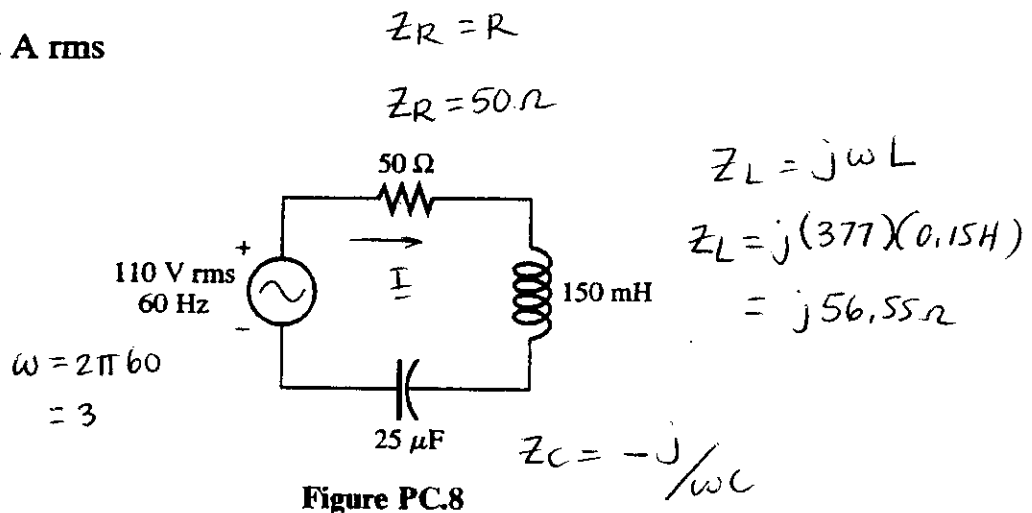 A rms
Z_R = R
Z_R = 50Ω
50 Ω
Z_L = jωL
Z_L = j(377)(0.15H)
= j56.55Ω
+
110 V rms
60 Hz
-
I
150 mH
ω = 2π60
= 3
25 μF
Z_C = -j/ωC
Figure PC.8